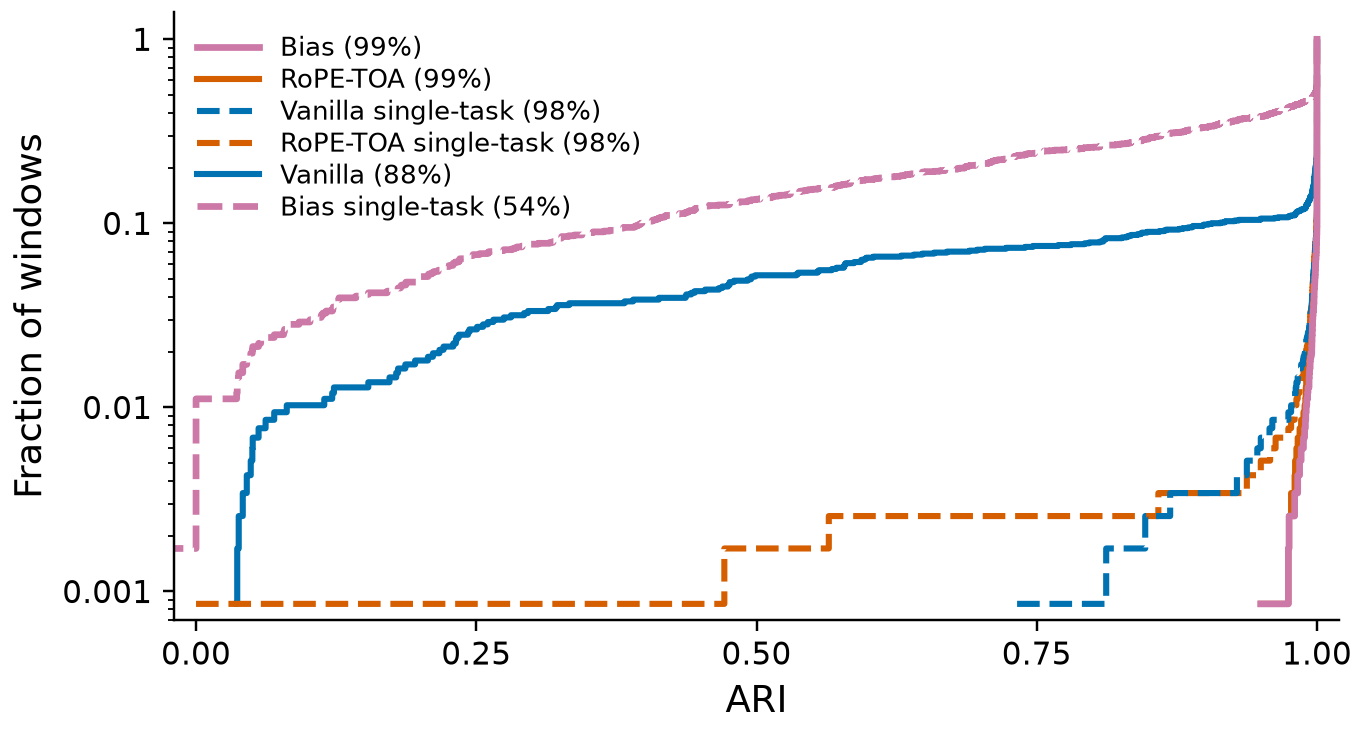 1
0.1
0.01
0.001
Fraction of windows
Bias (99%)
RoPE-TOA (99%)
Vanilla single-task (98%)
RoPE-TOA single-task (98%)
Vanilla (88%)
Bias single-task (54%)
0.00 0.25 0.50 0.75 1.00
ARI